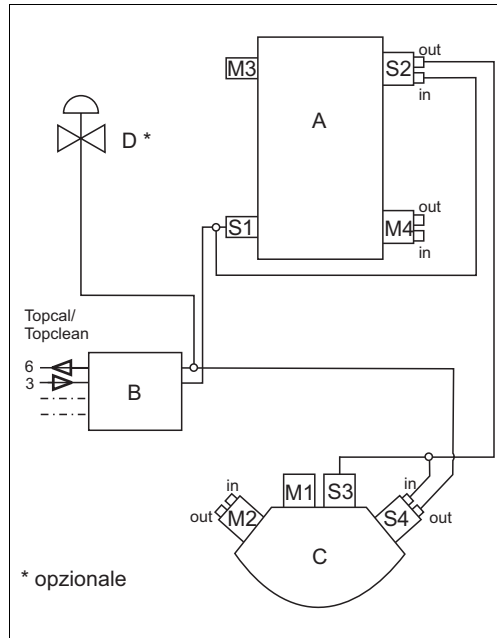 out
M3
S2
in
A
D *
out
S1
M4
in
Topcal/
Topclean
6
3
B
in
M1
S3
in
out
M2
S4
out
C
* opzionale